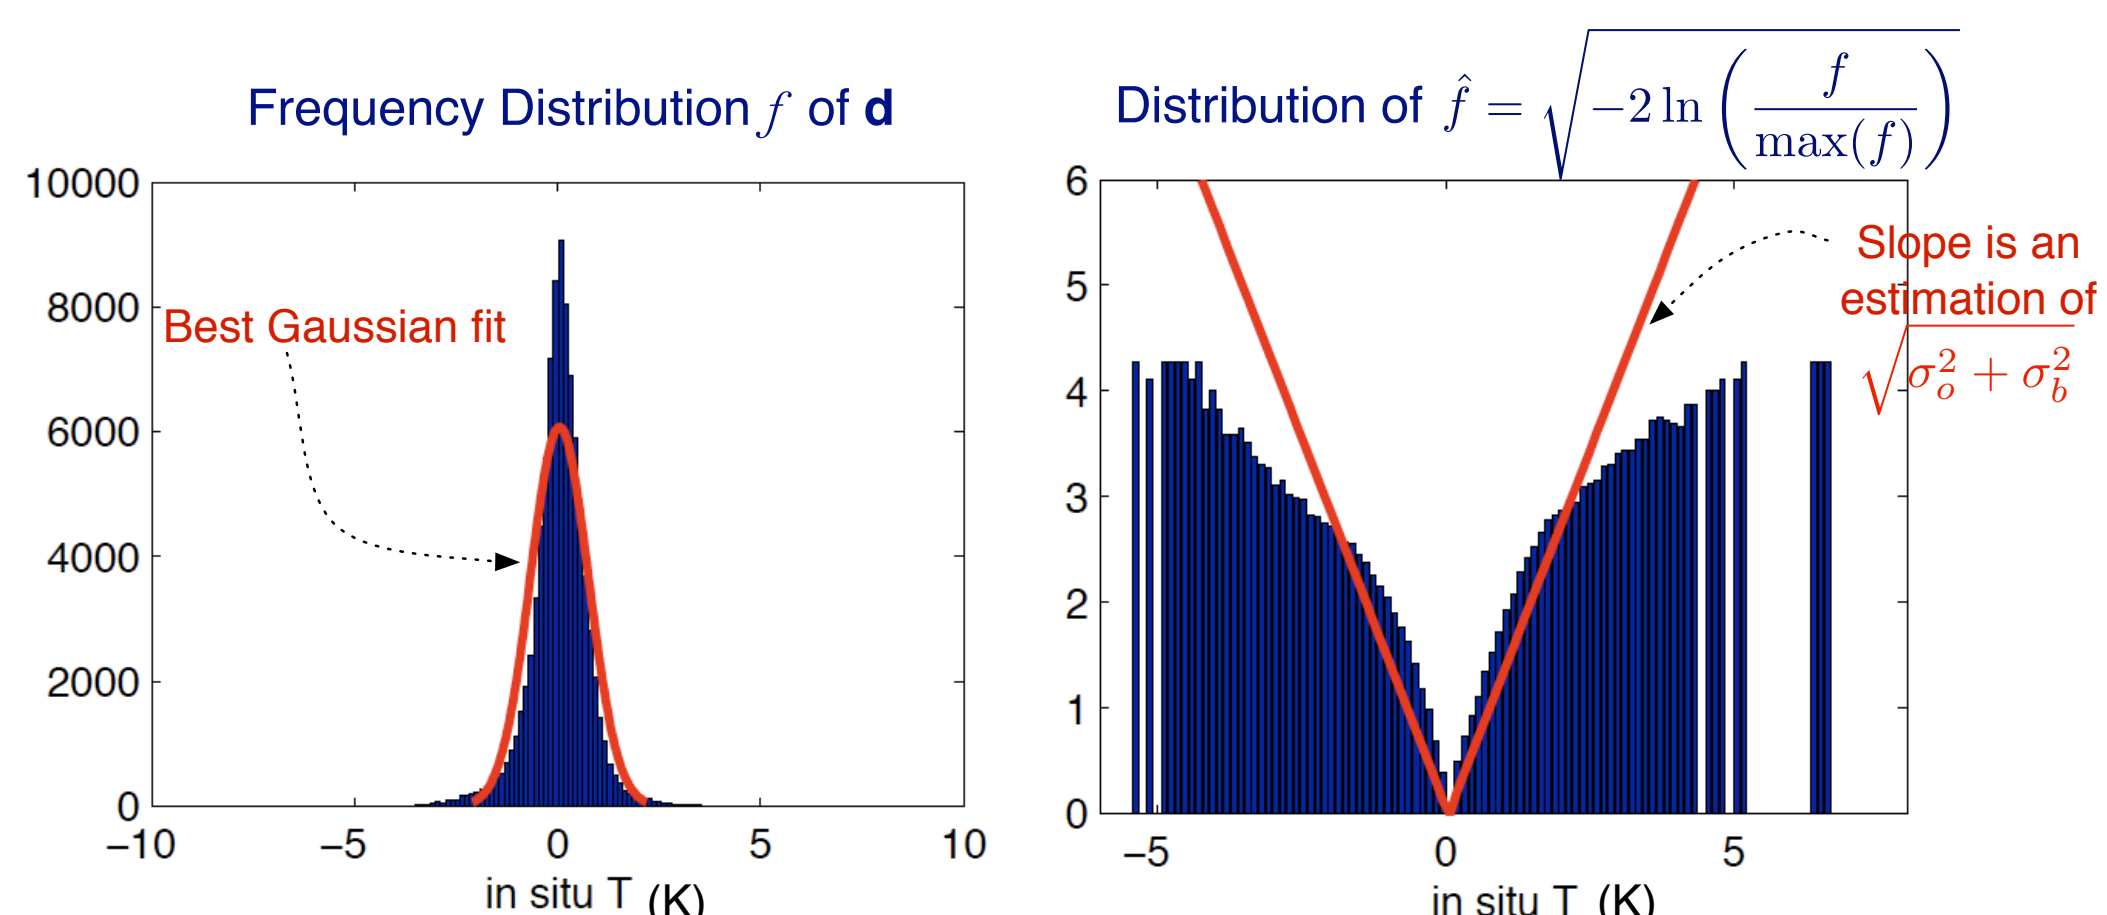 Frequency Distribution f of d
10000
8000
6000
4000
2000
0
−10 −5 0 5 10
in situ T (K)
Best Gaussian fit
Distribution of f̂ = √(−2 ln (f / max(f)))
6
5
4
3
2
1
0
−5 0 5
in situ T (K)
Slope is an
estimation of
√(σ_o^2 + σ_b^2)